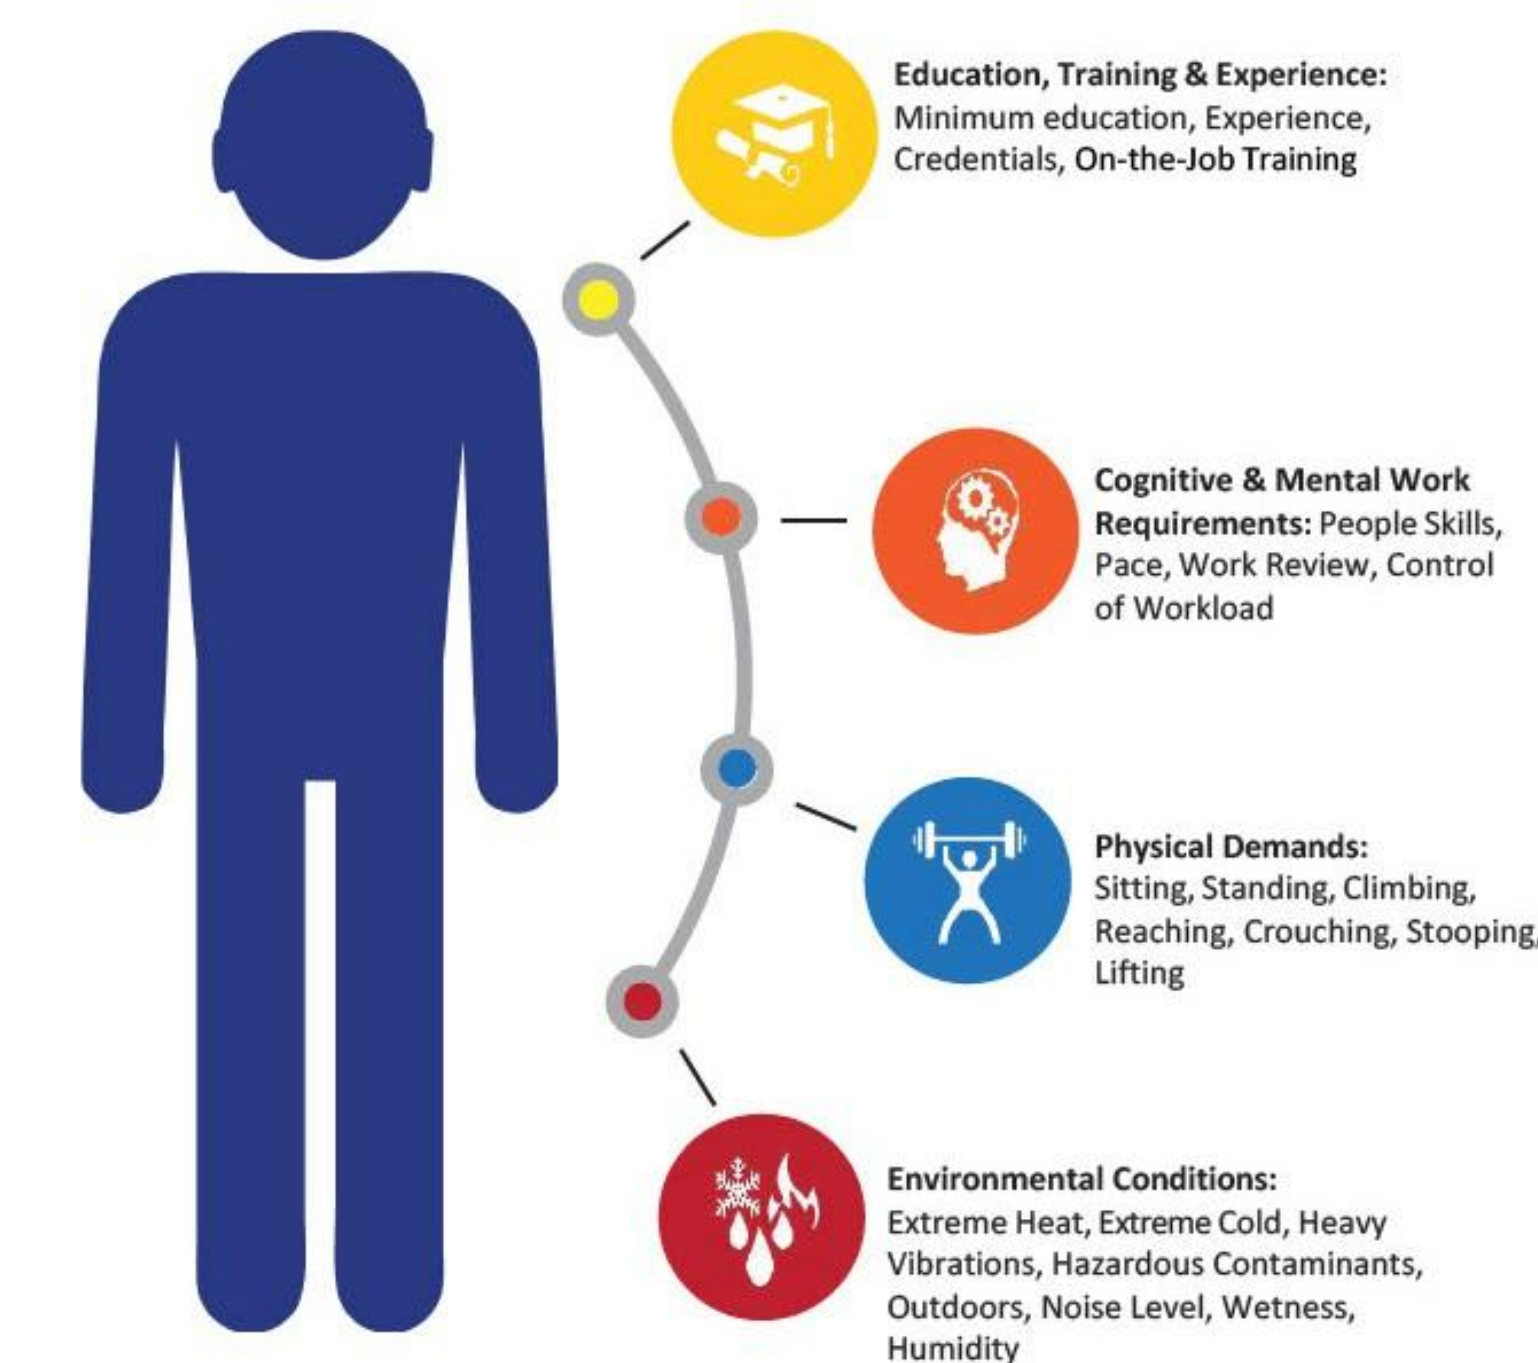 Education, Training & Experience:
Minimum education, Experience,
Credentials, On-the-Job Training
Cognitive & Mental Work
Requirements: People Skills,
Pace, Work Review, Control
of Workload
Physical Demands:
Sitting, Standing, Climbing,
Reaching, Crouching, Stooping,
Lifting
Environmental Conditions:
Extreme Heat, Extreme Cold, Heavy
Vibrations, Hazardous Contaminants,
Outdoors, Noise Level, Wetness,
Humidity